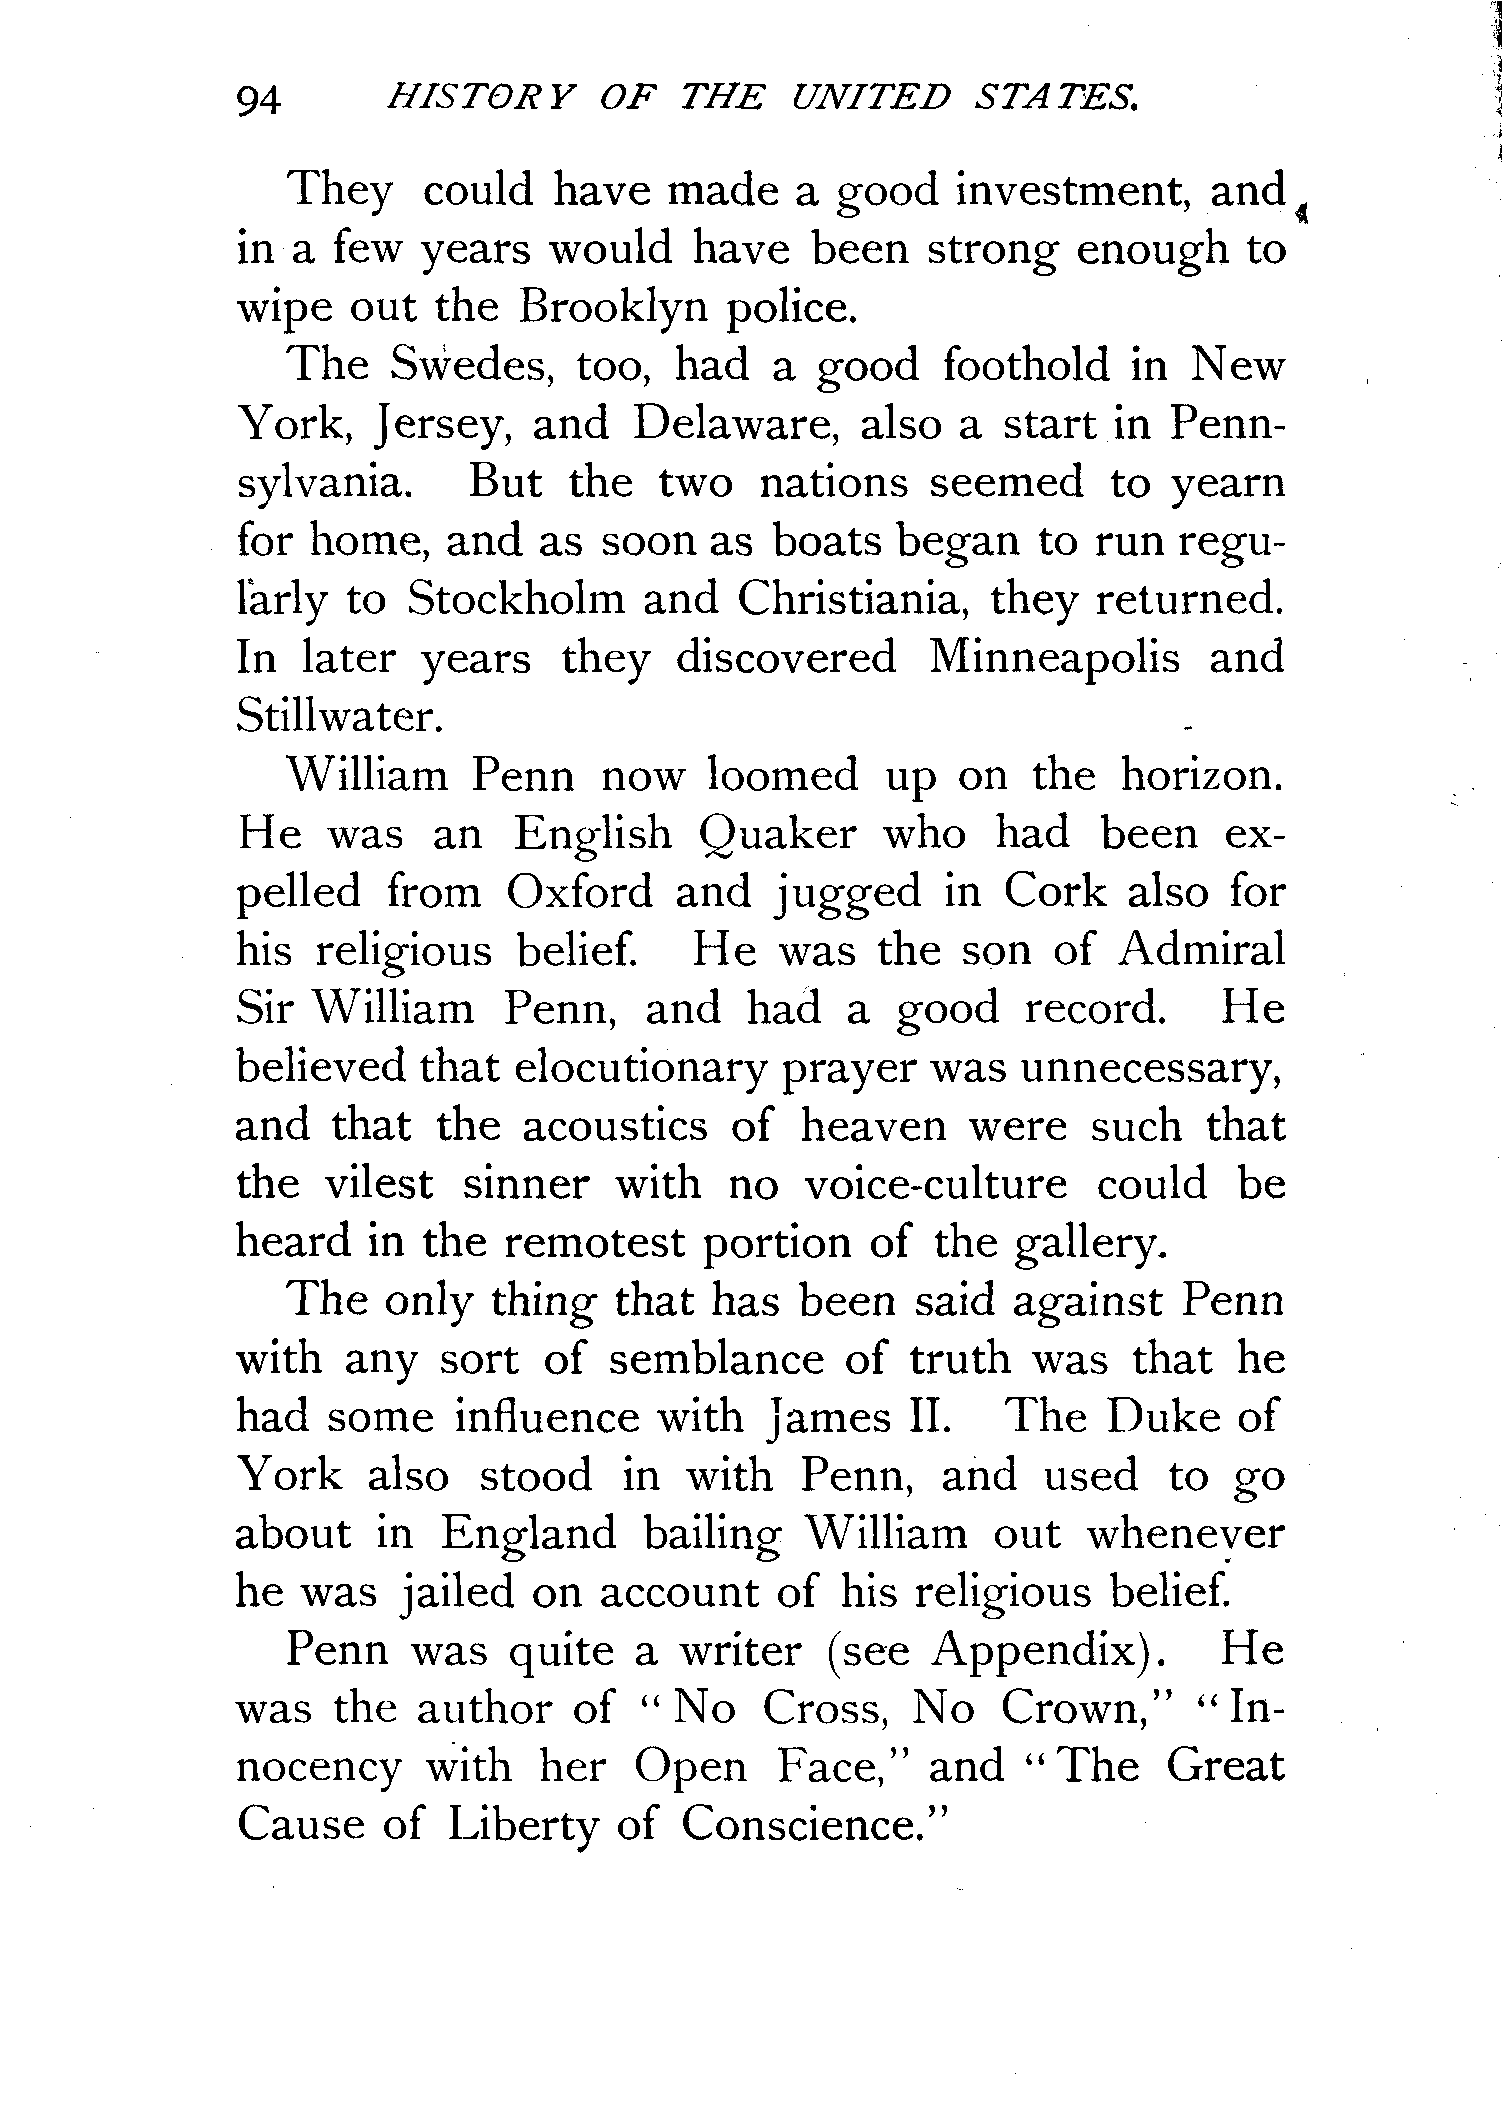 94 HISTORY OF THE UNITED STATES.
They could have made a good investment, and
in a few years would have been strong enough to
wipe out the Brooklyn police.
The Swedes, too, had a good foothold in New
York, Jersey, and Delaware, also a start in Penn-
sylvania. But the two nations seemed to yearn
for home, and as soon as boats began to run regu-
larly to Stockholm and Christiania, they returned.
In later years they discovered Minneapolis and
Stillwater.
William Penn now loomed up on the horizon.
He was an English Quaker who had been ex-
pelled from Oxford and jugged in Cork also for
his religious belief. He was the son of Admiral
Sir William Penn, and had a good record. He
believed that elocutionary prayer was unnecessary,
and that the acoustics of heaven were such that
the vilest sinner with no voice-culture could be
heard in the remotest portion of the gallery.
The only thing that has been said against Penn
with any sort of semblance of truth was that he
had some influence with James II. The Duke of
York also stood in with Penn, and used to go
about in England bailing William out whenever
he was jailed on account of his religious belief.
Penn was quite a writer (see Appendix). He
was the author of "No Cross, No Crown," "In-
nocency with her Open Face," and "The Great
Cause of Liberty of Conscience."